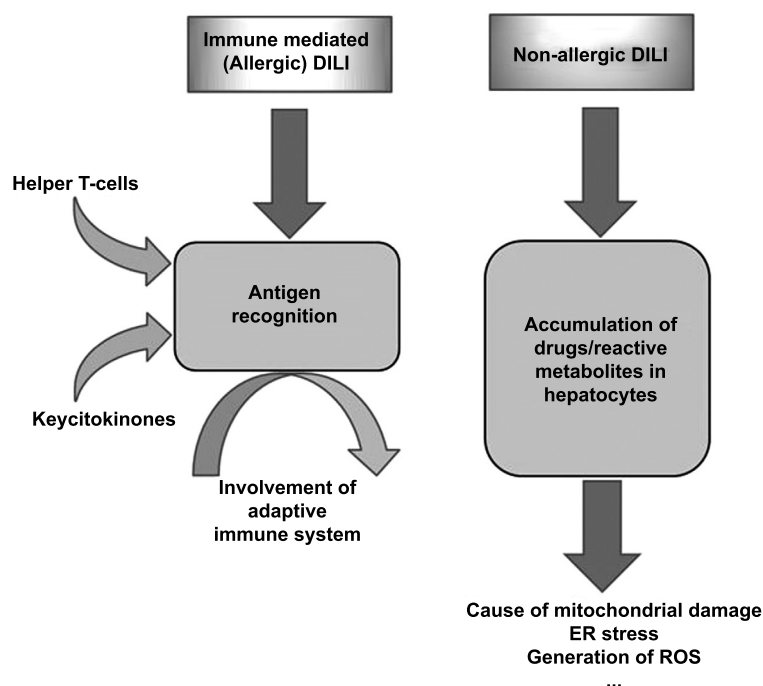 Immune mediated
(Allergic) DILI
Non-allergic DILI
Helper T-cells
Antigen
recognition
Keycitokinones
Involvement of
adaptive
immune system
Accumulation of
drugs/reactive
metabolites in
hepatocytes
Cause of mitochondrial damage
ER stress
Generation of ROS
...